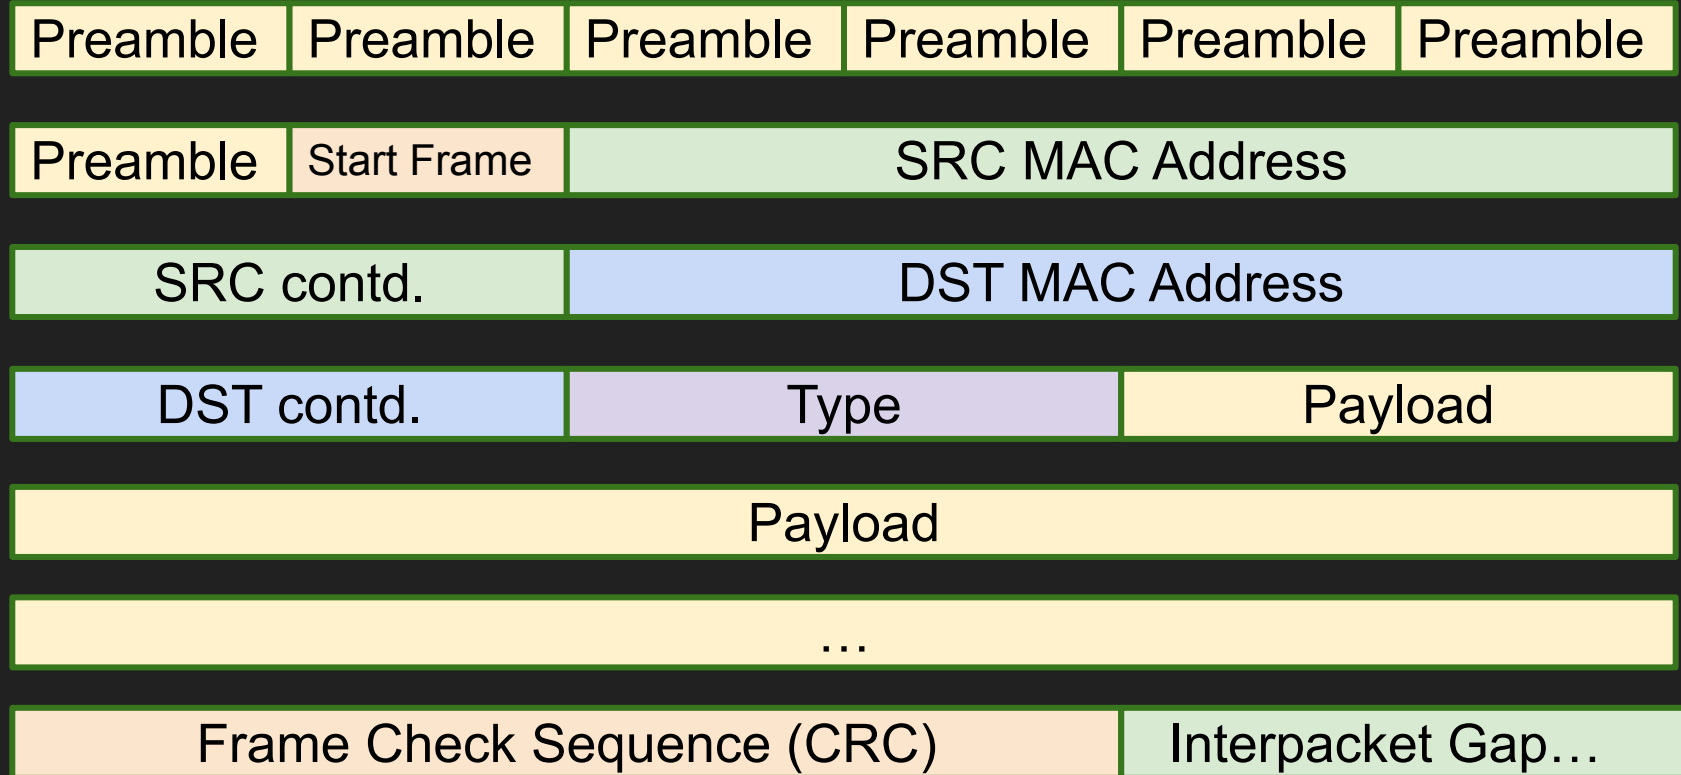 Preamble Preamble Preamble Preamble Preamble Preamble
Preamble Start Frame SRC MAC Address
SRC contd. DST MAC Address
DST contd. Type Payload
Payload
…
Frame Check Sequence (CRC) Interpacket Gap…